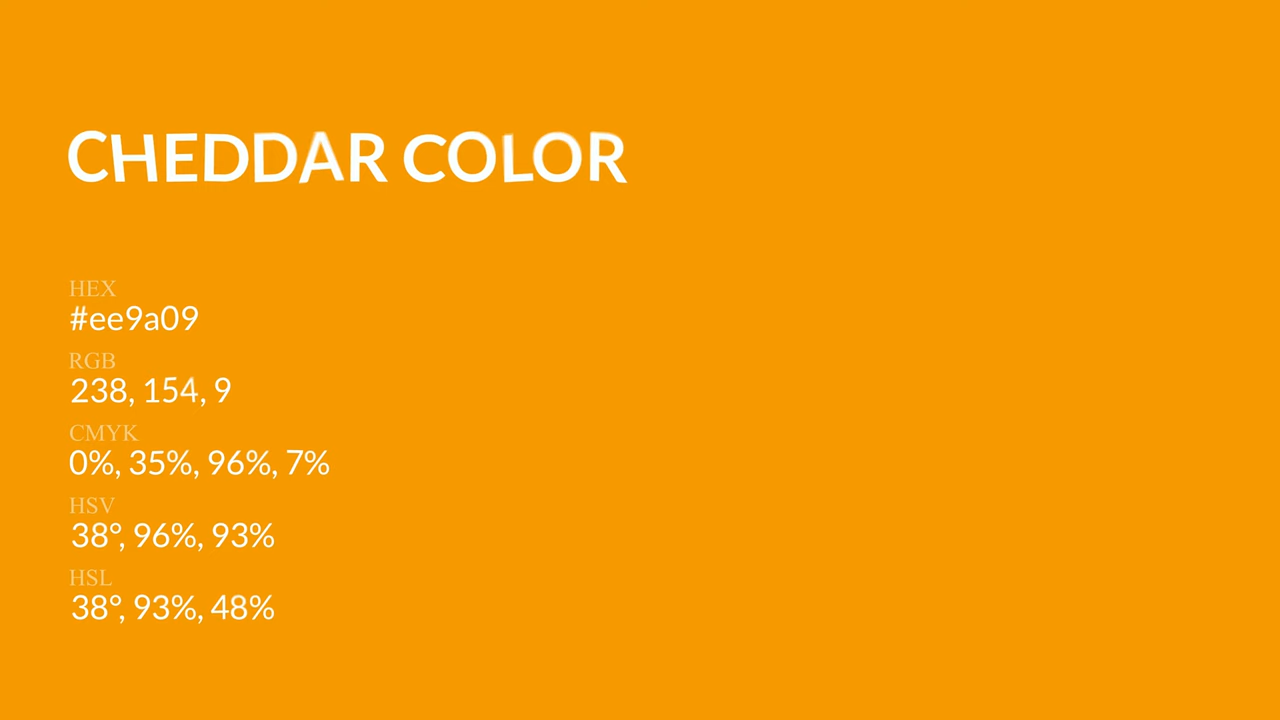 CHEDDAR COLOR
HEX
#ee9a09
RGB
238, 154, 9
CMYK
0%, 35%, 96%, 7%
HSV
38°, 96%, 93%
HSL
38°, 93%, 48%